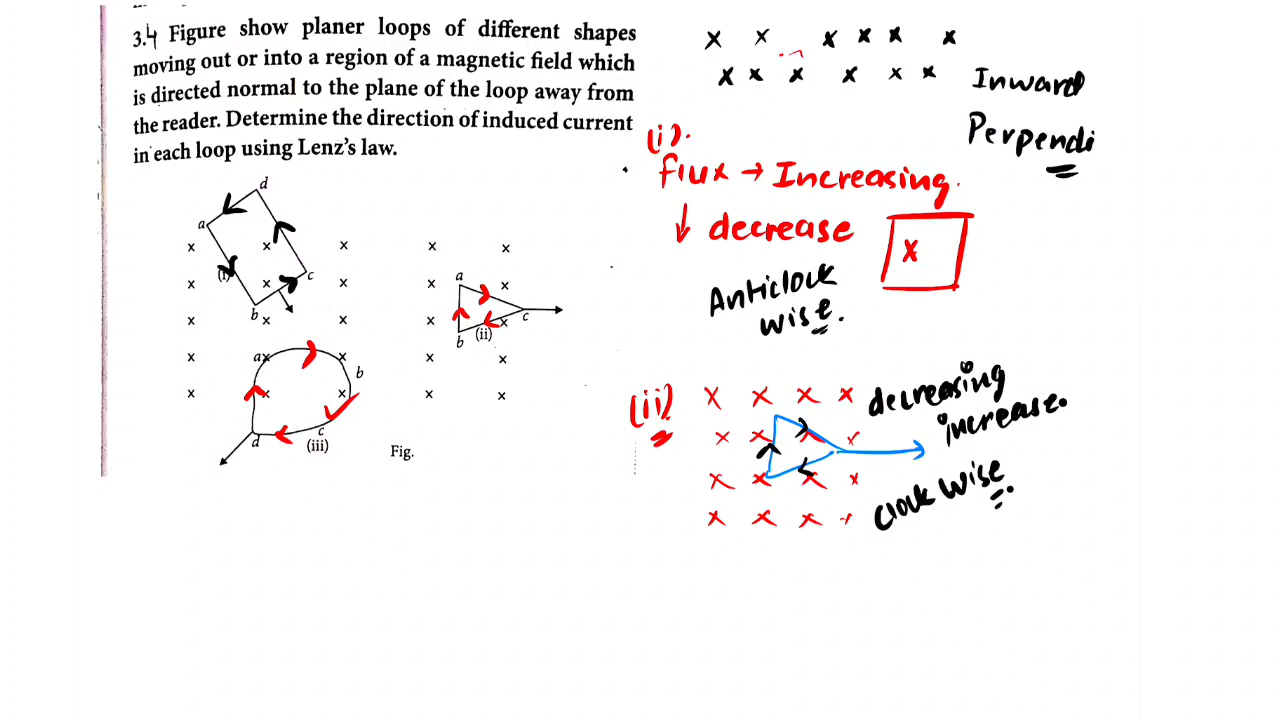 3.4 Figure show planer loops of different shapes
moving out or into a region of a magnetic field which
is directed normal to the plane of the loop away from
the reader. Determine the direction of induced current
in each loop using Lenz's law.
d
a
x x x
(i) c
x x x
b
x x x
ax x
b
x x x
c
d
(iii)
x x
a
x x
c
x x
b (ii)
x x
x x
Fig.
x x x x x x
x x x x x x
Inward
Perpendi
(i).
flux → Increasing.
↓ decrease
x
Anticlock
wise.
(ii)
x x x x
x x x x
x x x x
x x x x
decreasing
increase.
clock wise.